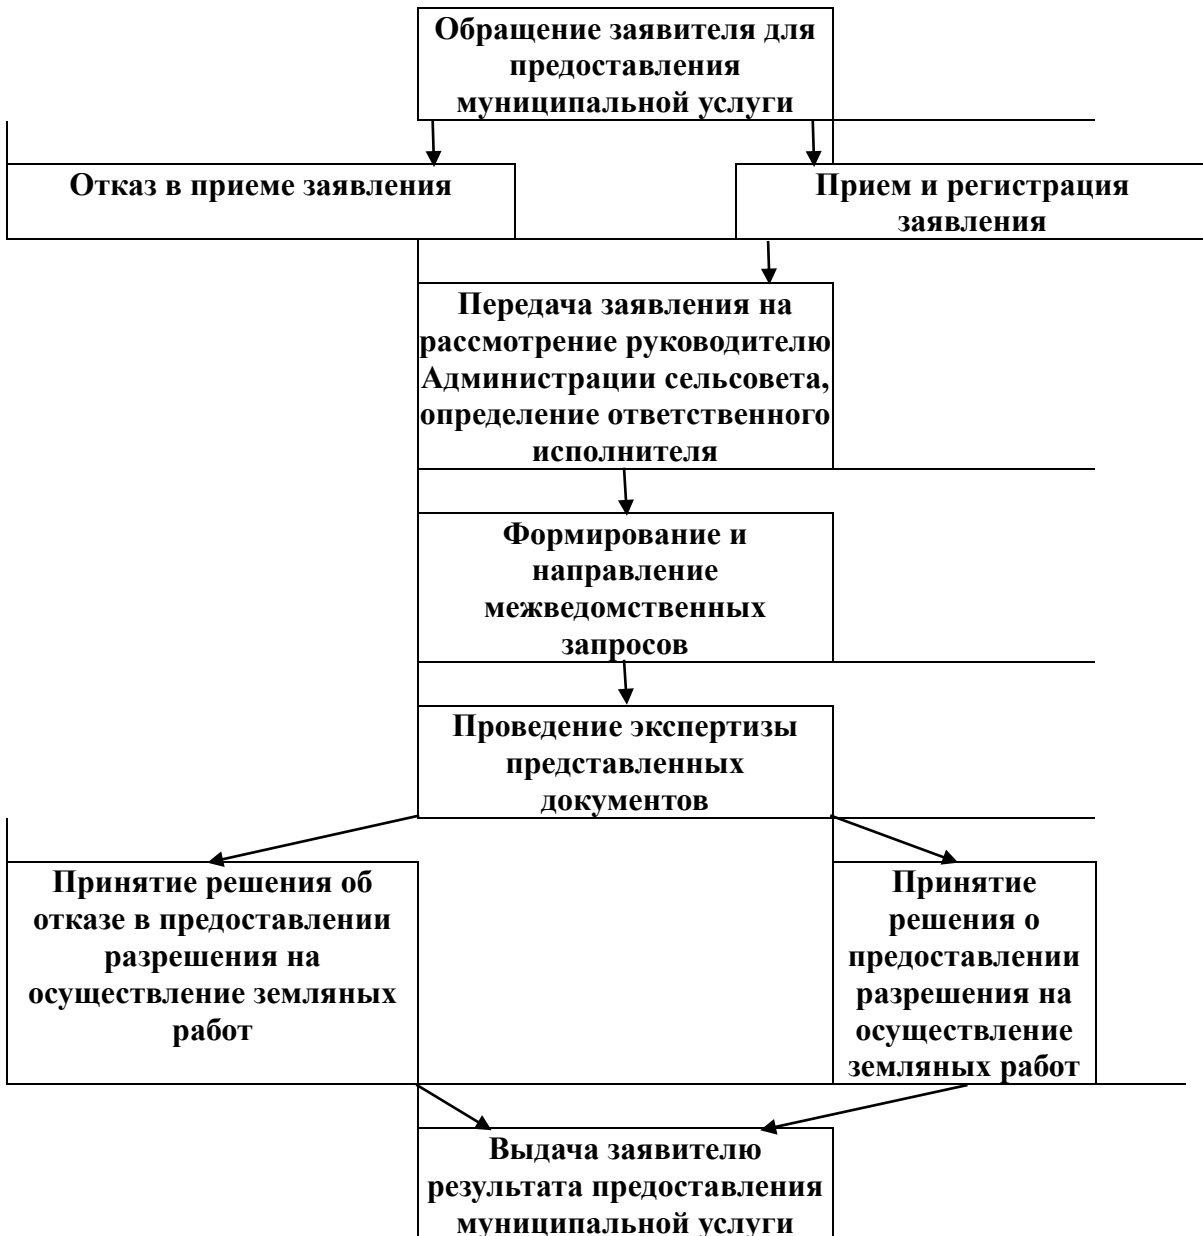 Обращение заявителя для
предоставления
муниципальной услуги
Отказ в приеме заявления
Прием и регистрация
заявления
Передача заявления на
рассмотрение руководителю
Администрации сельсовета,
определение ответственного
исполнителя
Формирование и
направление
межведомственных
запросов
Проведение экспертизы
представленных
документов
Принятие решения об
отказе в предоставлении
разрешения на
осуществление земляных
работ
Принятие
решения о
предоставлении
разрешения на
осуществление
земляных работ
Выдача заявителю
результата предоставления
муниципальной услуги